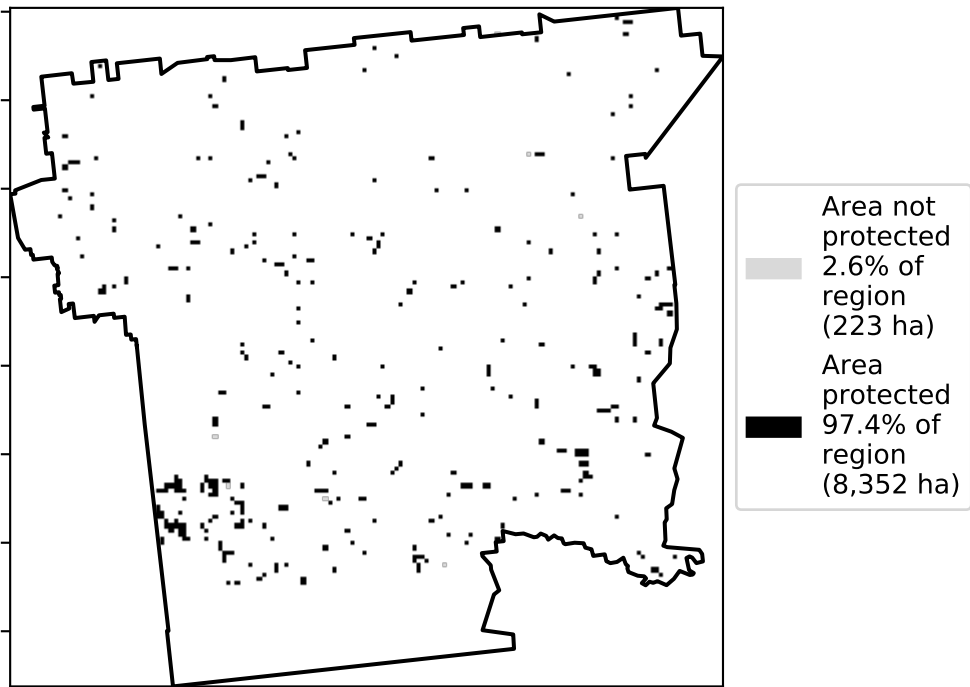 Area not
protected
2.6% of
region
(223 ha)
Area
protected
97.4% of
region
(8,352 ha)